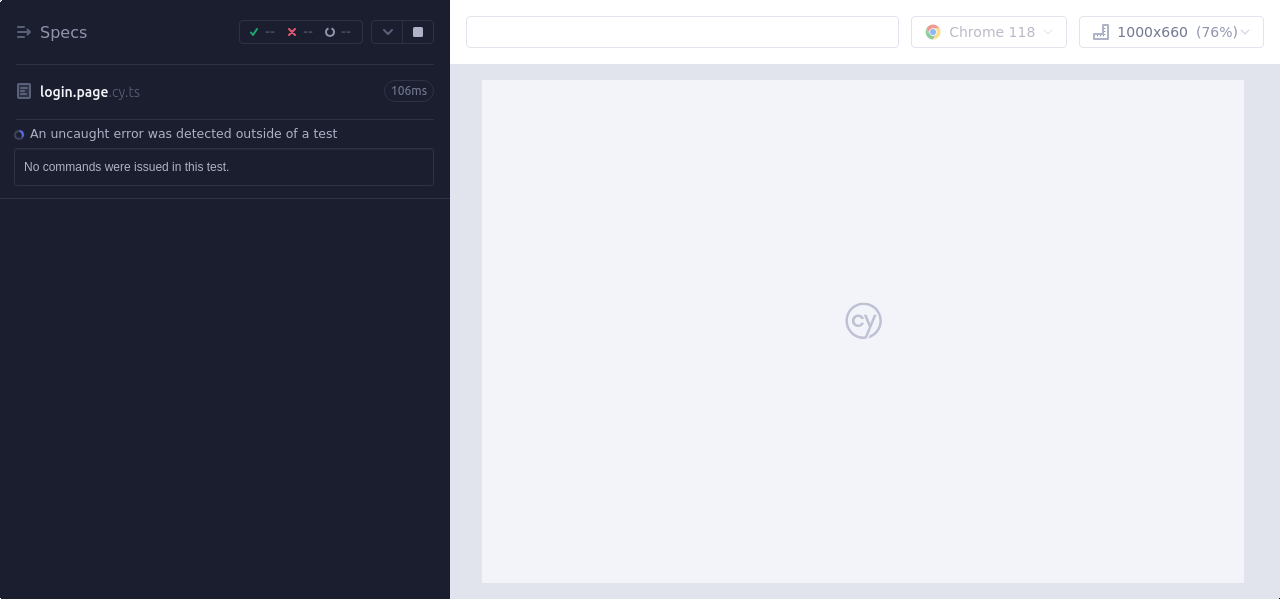 Specs
--
--
--
Chrome 118
1000x660 (76%)
login.page.cy.ts
106ms
An uncaught error was detected outside of a test
No commands were issued in this test.
cy